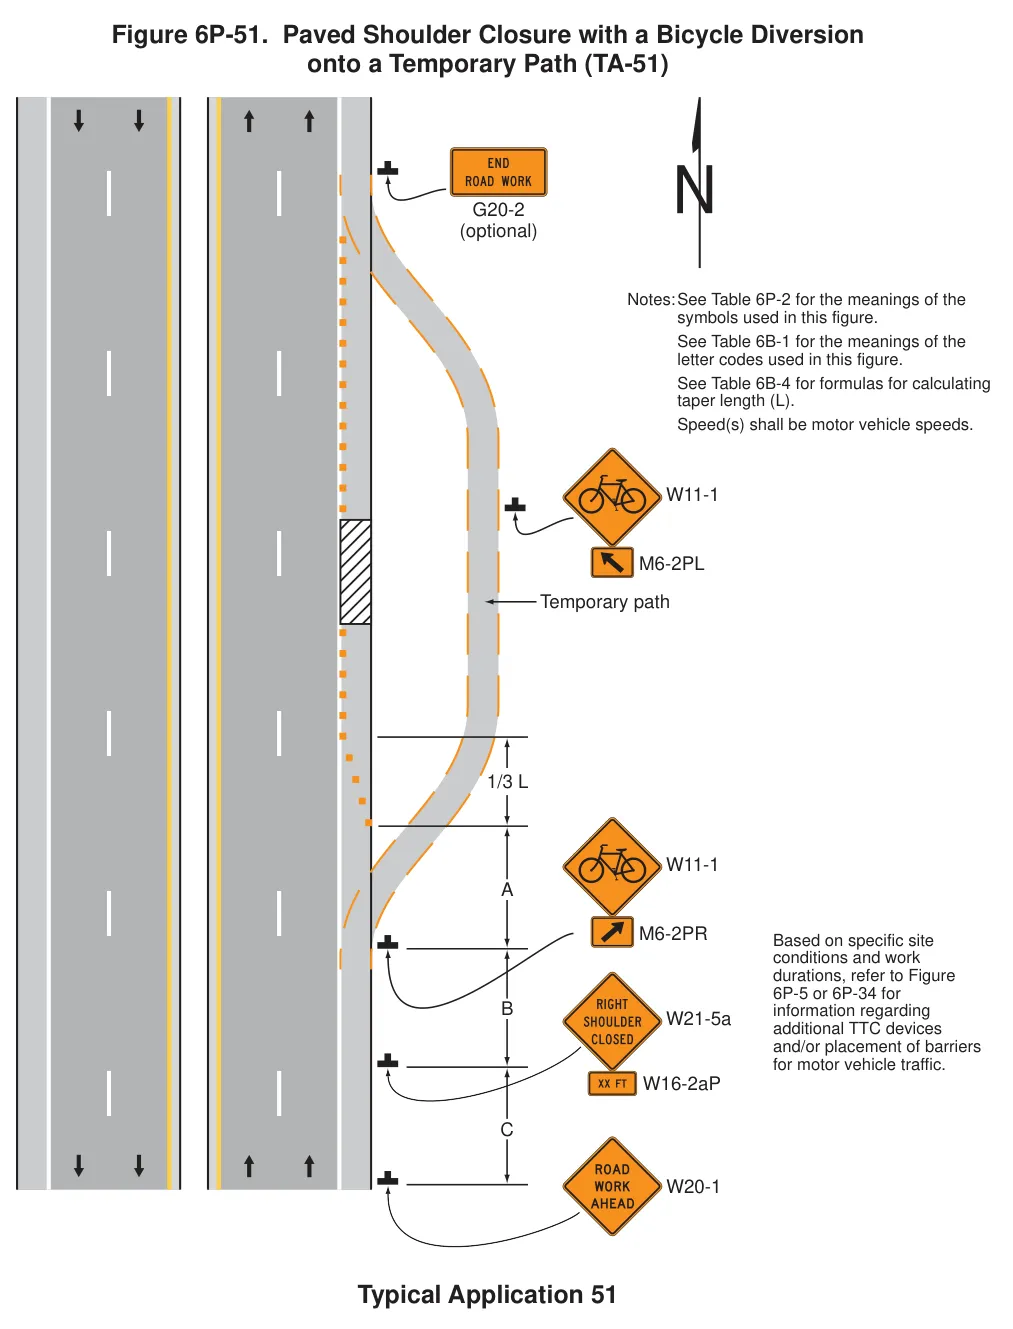 Figure 6P-51.  Paved Shoulder Closure with a Bicycle Diversion
onto a Temporary Path (TA-51)
END
ROAD WORK
G20-2
(optional)
N
Notes: See Table 6P-2 for the meanings of the
symbols used in this figure.
See Table 6B-1 for the meanings of the
letter codes used in this figure.
See Table 6B-4 for formulas for calculating
taper length (L).
Speed(s) shall be motor vehicle speeds.
W11-1
M6-2PL
Temporary path
1/3 L
A
W11-1
M6-2PR
B
RIGHT
SHOULDER
CLOSED
W21-5a
XX FT
W16-2aP
Based on specific site
conditions and work
durations, refer to Figure
6P-5 or 6P-34 for
information regarding
additional TTC devices
and/or placement of barriers
for motor vehicle traffic.
C
ROAD
WORK
AHEAD
W20-1
Typical Application 51